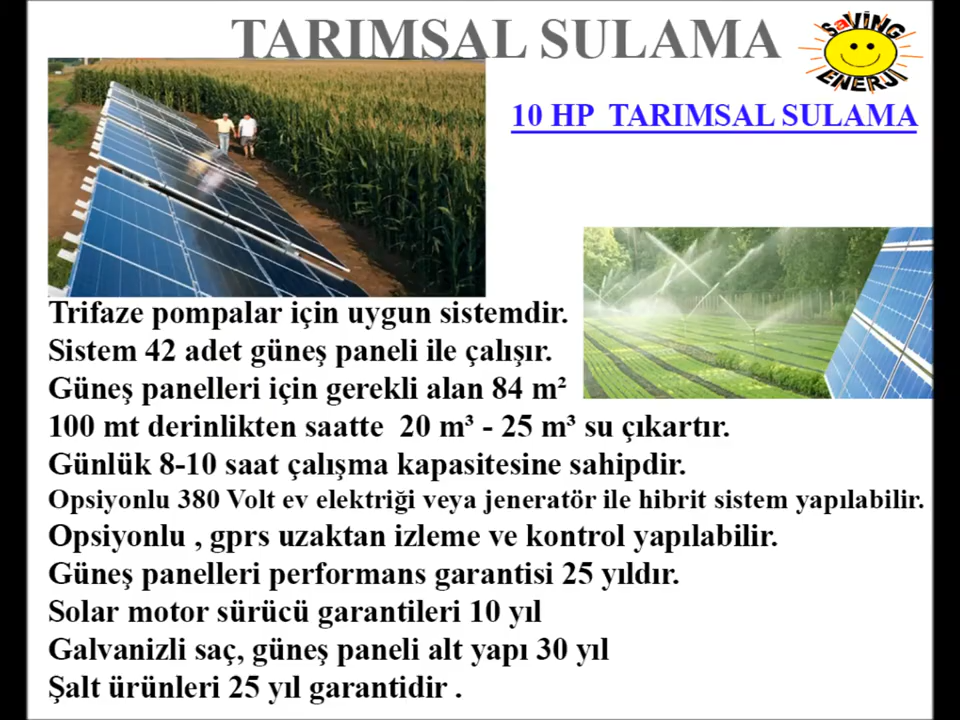 TARIMSAL SULAMA
SaVİNG
ENERJİ
10 HP TARIMSAL SULAMA
Trifaze pompalar için uygun sistemdir.
Sistem 42 adet güneş paneli ile çalışır.
Güneş panelleri için gerekli alan 84 m²
100 mt derinlikten saatte 20 m³ - 25 m³ su çıkartır.
Günlük 8-10 saat çalışma kapasitesine sahipdir.
Opsiyonlu 380 Volt ev elektriği veya jeneratör ile hibrit sistem yapılabilir.
Opsiyonlu , gprs uzaktan izleme ve kontrol yapılabilir.
Güneş panelleri performans garantisi 25 yıldır.
Solar motor sürücü garantileri 10 yıl
Galvanizli saç, güneş paneli alt yapı 30 yıl
Şalt ürünleri 25 yıl garantidir .